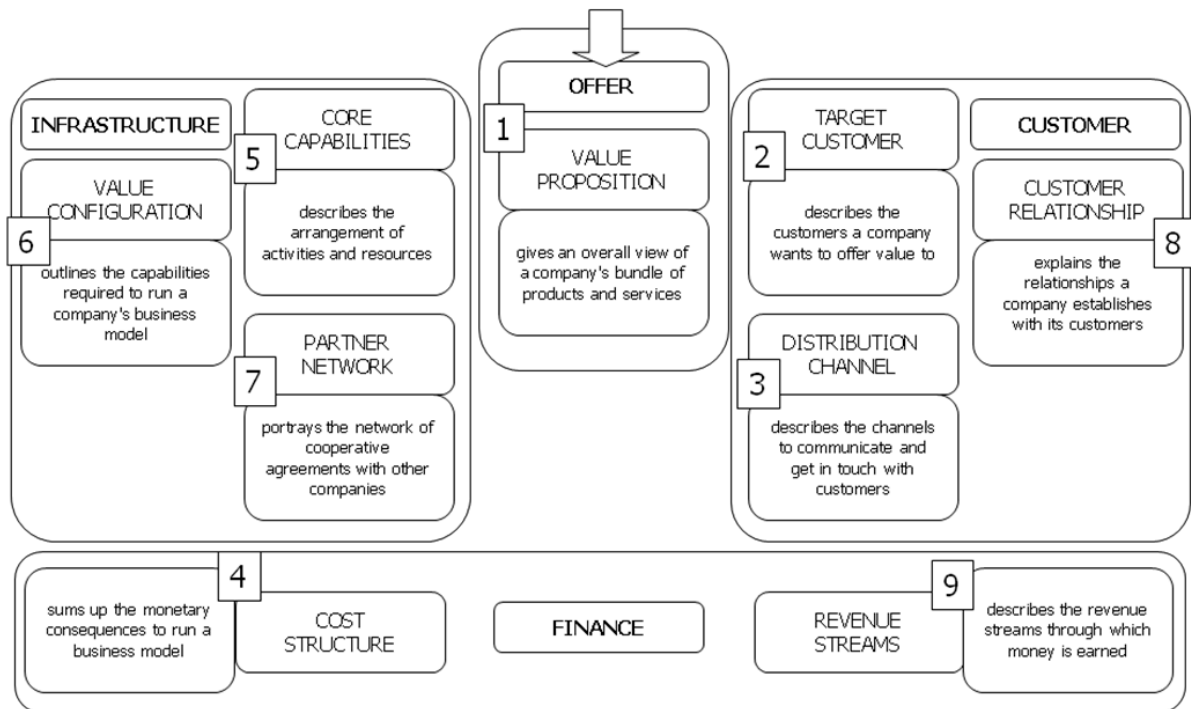 OFFER
1
VALUE
PROPOSITION
gives an overall view of
a company's bundle of
products and services
INFRASTRUCTURE
CORE
CAPABILITIES
5
describes the
arrangement of
activities and resources
VALUE
CONFIGURATION
6
outlines the capabilities
required to run a
company's business
model
PARTNER
NETWORK
7
portrays the network of
cooperative
agreements with other
companies
TARGET
CUSTOMER
2
describes the
customers a company
wants to offer value to
CUSTOMER
CUSTOMER
RELATIONSHIP
8
explains the
relationships a
company establishes
with its customers
DISTRIBUTION
CHANNEL
3
describes the channels
to communicate and
get in touch with
customers
4
sums up the monetary
consequences to run a
business model
COST
STRUCTURE
FINANCE
REVENUE
STREAMS
9
describes the revenue
streams through which
money is earned